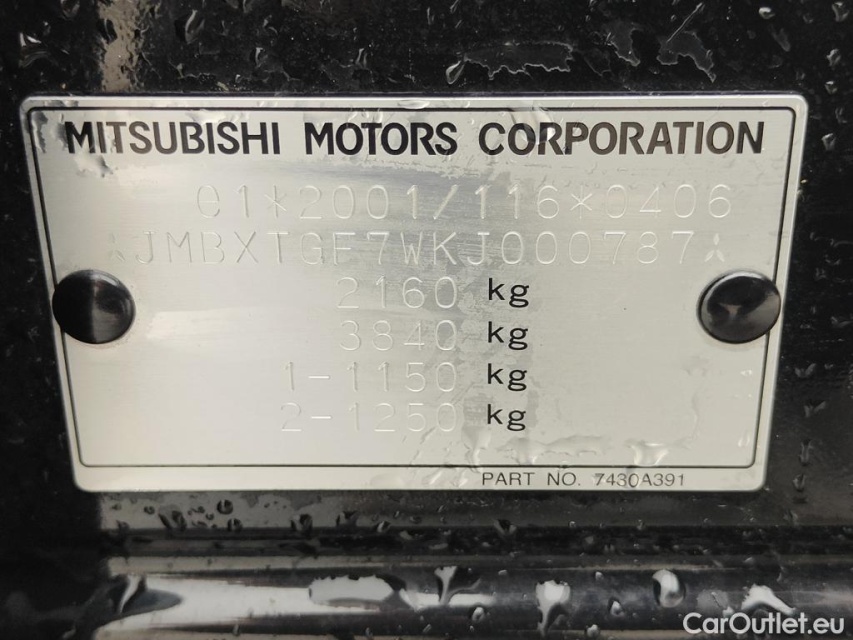 MITSUBISHI MOTORS CORPORATION
e1*2001/116*0406
JMBXTGF7WKJ000787
2160 kg
3840 kg
1-1150 kg
2-1250 kg
PART NO. 7430A391
CarOutlet.eu